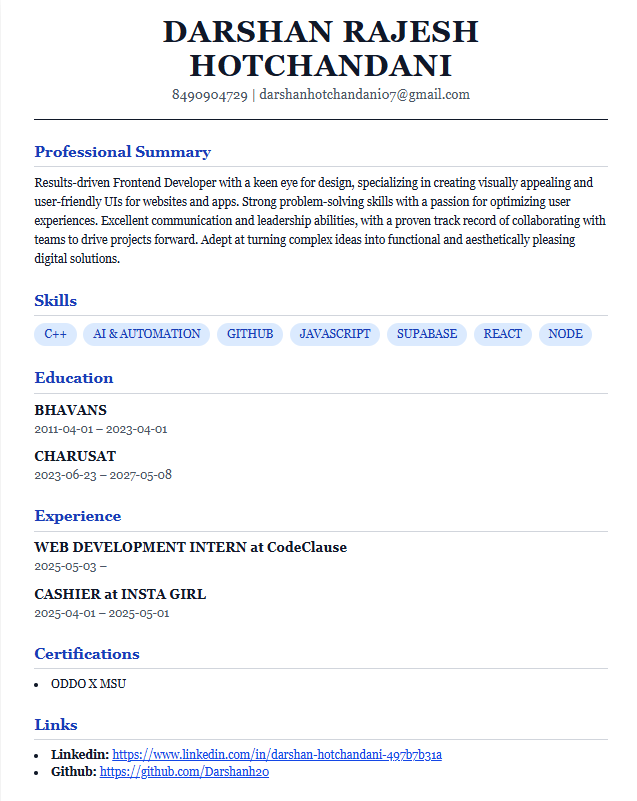 DARSHAN RAJESH
HOTCHANDANI
8490904729 | darshanhotchandani07@gmail.com
Professional Summary
Results-driven Frontend Developer with a keen eye for design, specializing in creating visually appealing and
user-friendly UIs for websites and apps. Strong problem-solving skills with a passion for optimizing user
experiences. Excellent communication and leadership abilities, with a proven track record of collaborating with
teams to drive projects forward. Adept at turning complex ideas into functional and aesthetically pleasing
digital solutions.
Skills
C++ AI & AUTOMATION GITHUB JAVASCRIPT SUPABASE REACT NODE
Education
BHAVANS
2011-04-01 – 2023-04-01
CHARUSAT
2023-06-23 – 2027-05-08
Experience
WEB DEVELOPMENT INTERN at CodeClause
2025-05-03 –
CASHIER at INSTA GIRL
2025-04-01 – 2025-05-01
Certifications
• ODDO X MSU
Links
• Linkedin: https://www.linkedin.com/in/darshan-hotchandani-497b7b31a
• Github: https://github.com/Darshanh20